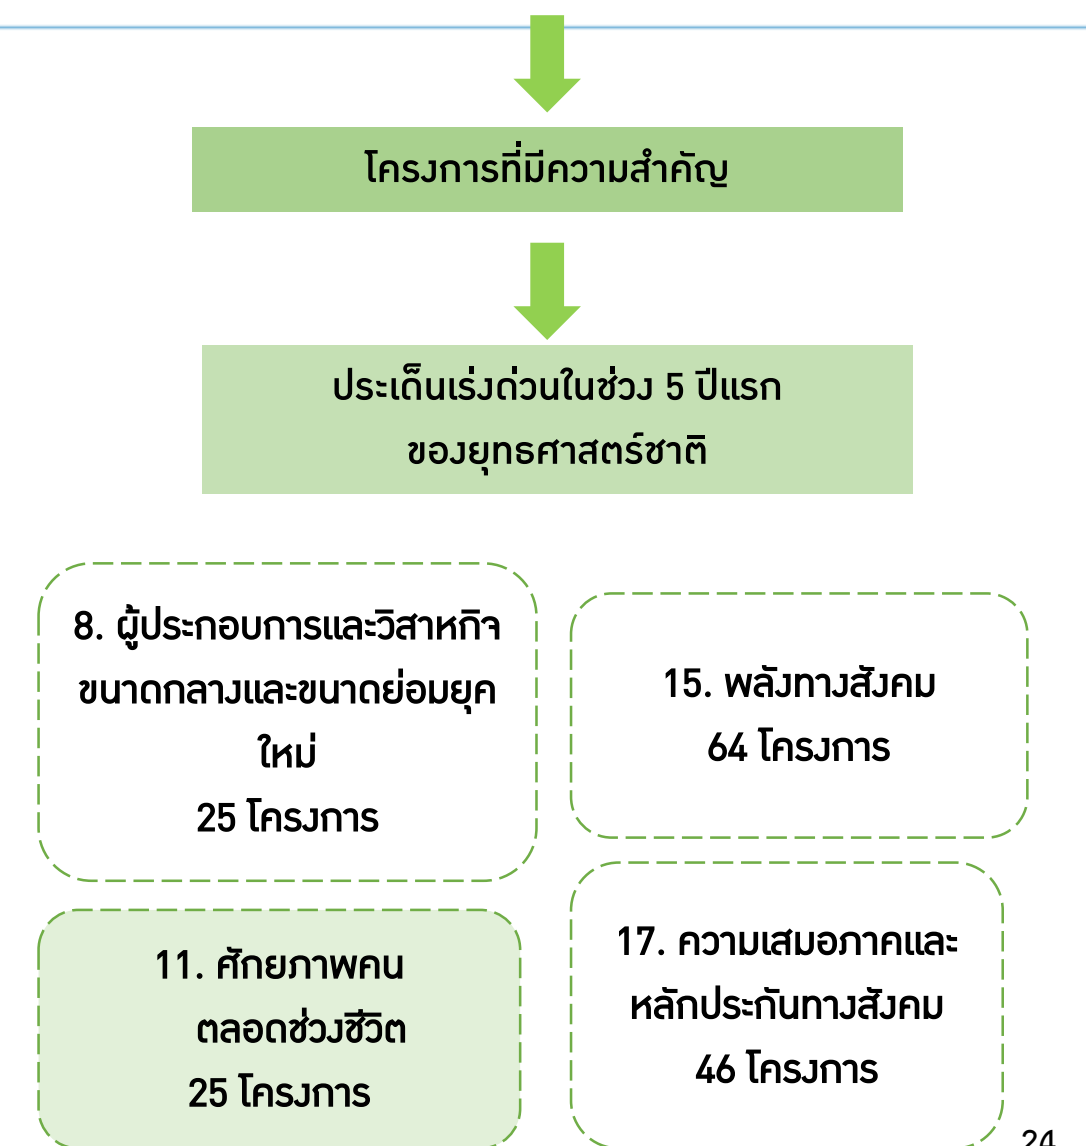 โครงการที่มีความสำคัญ
ประเด็นเร่งด่วนในช่วง 5 ปีแรก
ของยุทธศาสตร์ชาติ
8. ผู้ประกอบการและวิสาหกิจ
ขนาดกลางและขนาดย่อมยุค
ใหม่
25 โครงการ
15. พลังทางสังคม
64 โครงการ
11. ศักยภาพคน
ตลอดช่วงชีวิต
25 โครงการ
17. ความเสมอภาคและ
หลักประกันทางสังคม
46 โครงการ
24